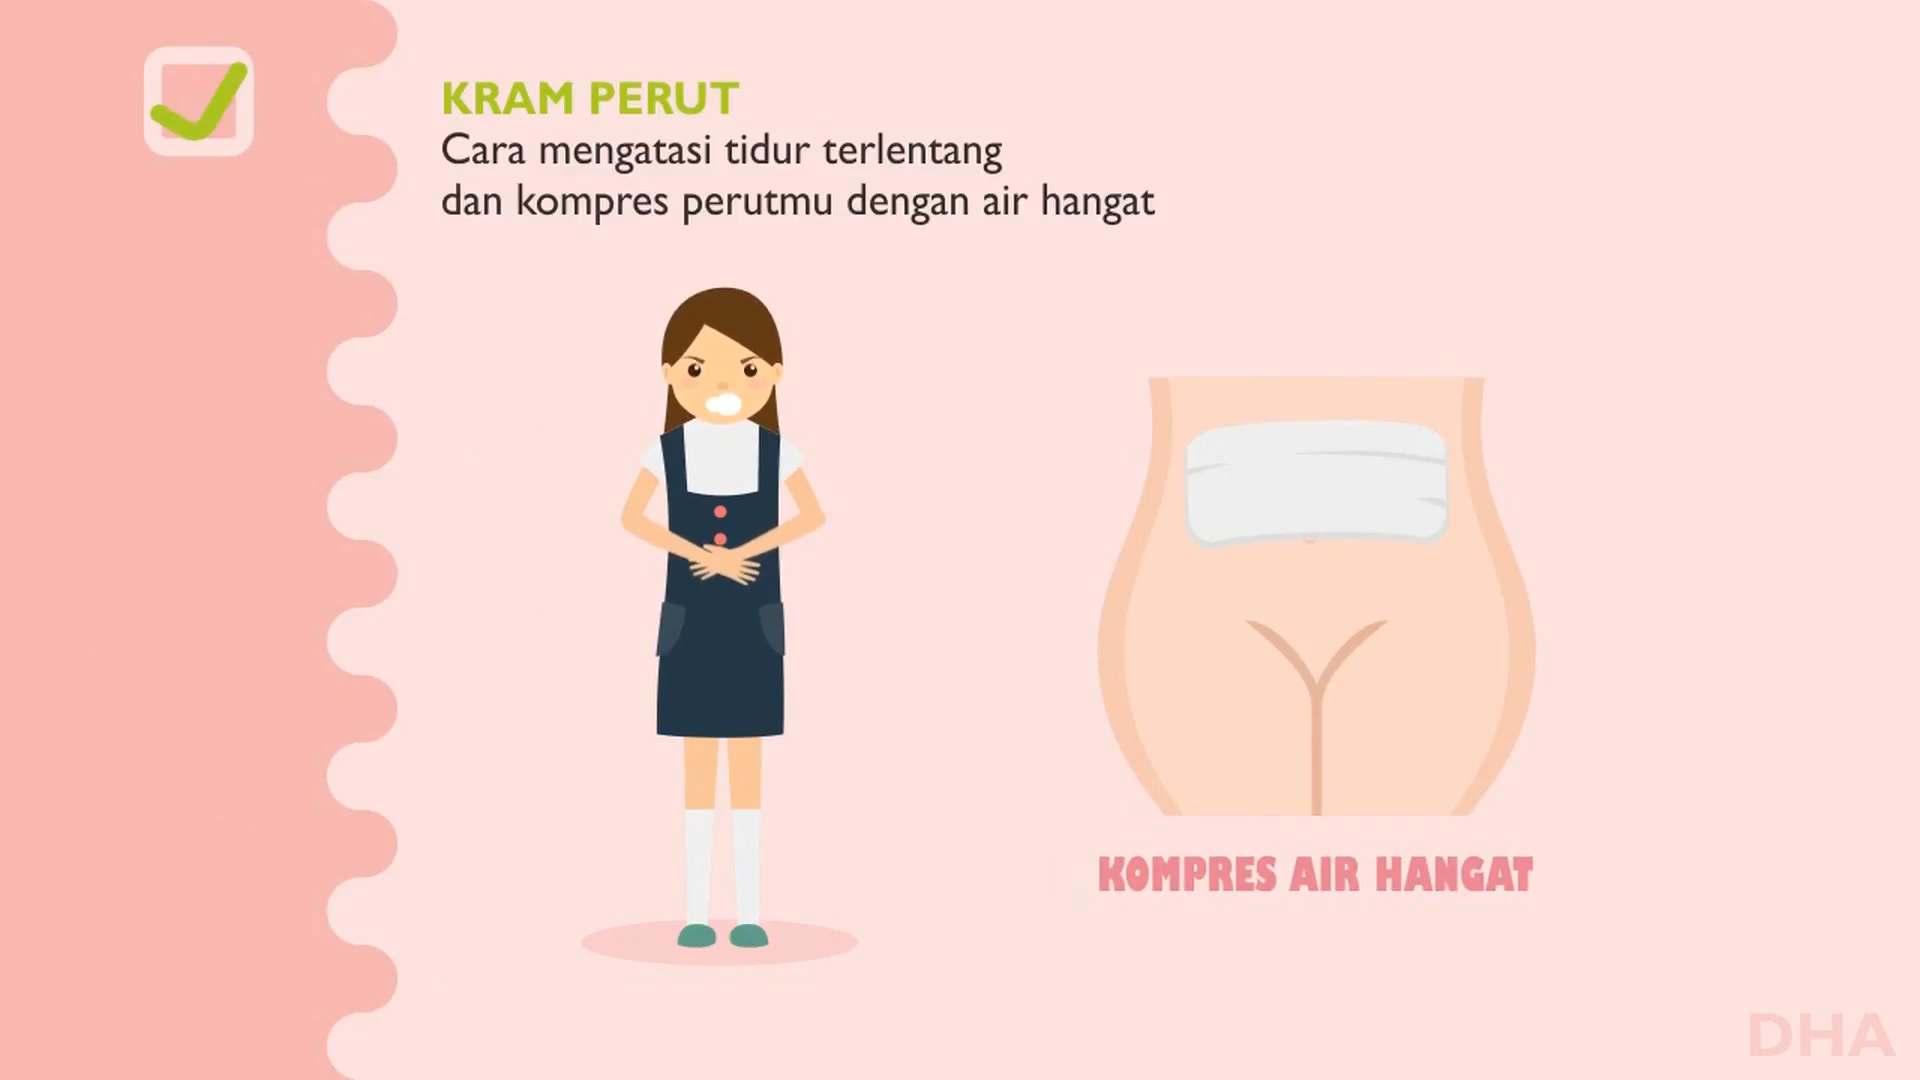 KRAM PERUT
Cara mengatasi tidur terlentang
dan kompres perutmu dengan air hangat
KOMPRES AIR HANGAT
DHA